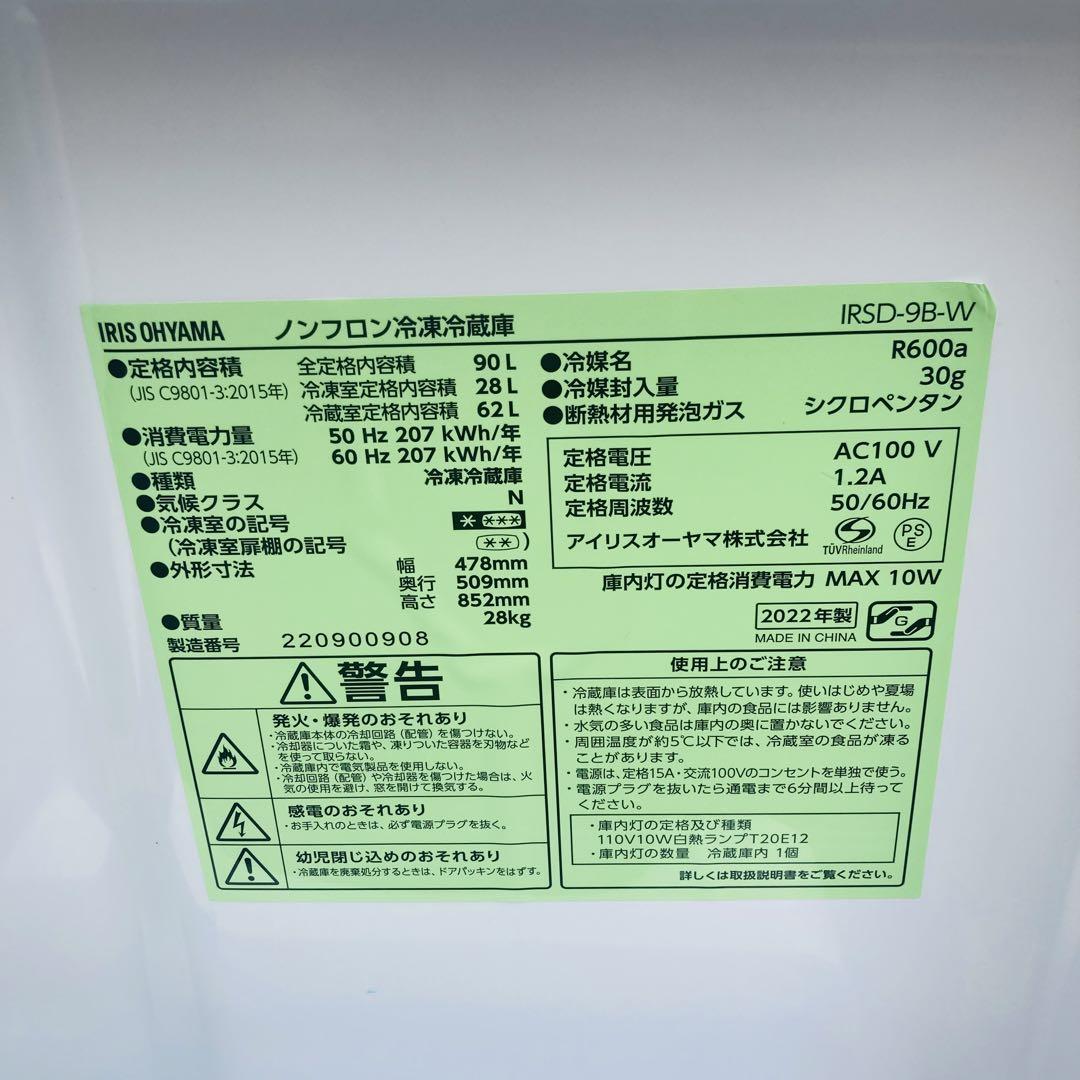 IRIS OHYAMA ノンフロン冷凍冷蔵庫 IRSD-9B-W
●定格内容積 全定格内容積 90 L
(JIS C9801-3:2015年) 冷凍室定格内容積 28 L
冷蔵室定格内容積 62 L
●消費電力量 50 Hz 207 kWh/年
(JIS C9801-3:2015年) 60 Hz 207 kWh/年
●種類 冷凍冷蔵庫
●気候クラス N
●冷凍室の記号 * ***
(冷凍室扉棚の記号 ** )
●外形寸法 幅 478mm
奥行 509mm
高さ 852mm
●質量 28kg
製造番号 220900908
●冷媒名 R600a
●冷媒封入量 30g
●断熱材用発泡ガス シクロペンタン
定格電圧 AC100 V
定格電流 1.2A
定格周波数 50/60Hz
アイリスオーヤマ株式会社 TÜVRheinland PS E
庫内灯の定格消費電力 MAX 10W
2022年製 G
MADE IN CHINA
警告
発火・爆発のおそれあり
・冷蔵庫本体の冷却回路（配管）を傷つけない。
・冷却器についた霜や、凍りついた容器を刃物など
を使って取らない。
・冷蔵庫内で電気製品を使用しない。
・冷却回路（配管）や冷却器を傷つけた場合は、火
気の使用を避け、窓を開けて換気する。
感電のおそれあり
・お手入れのときは、必ず電源プラグを抜く。
幼児閉じ込めのおそれあり
・冷蔵庫を廃棄処分するときは、ドアパッキンをはずす。
使用上のご注意
・冷蔵庫は表面から放熱しています。使いはじめや夏場
は熱くなりますが、庫内の食品には影響ありません。
・水気の多い食品は庫内の奥に置かないでください。
・周囲温度が約5℃以下では、冷蔵室の食品が凍る
ことがあります。
・電源は、定格15A・交流100Vのコンセントを単独で使う。
・電源プラグを抜いたら通電まで6分間以上待って
ください。
・庫内灯の定格及び種類
110V10W白熱ランプT20E12
・庫内灯の数量 冷蔵庫内 1個
詳しくは取扱説明書をご覧ください。